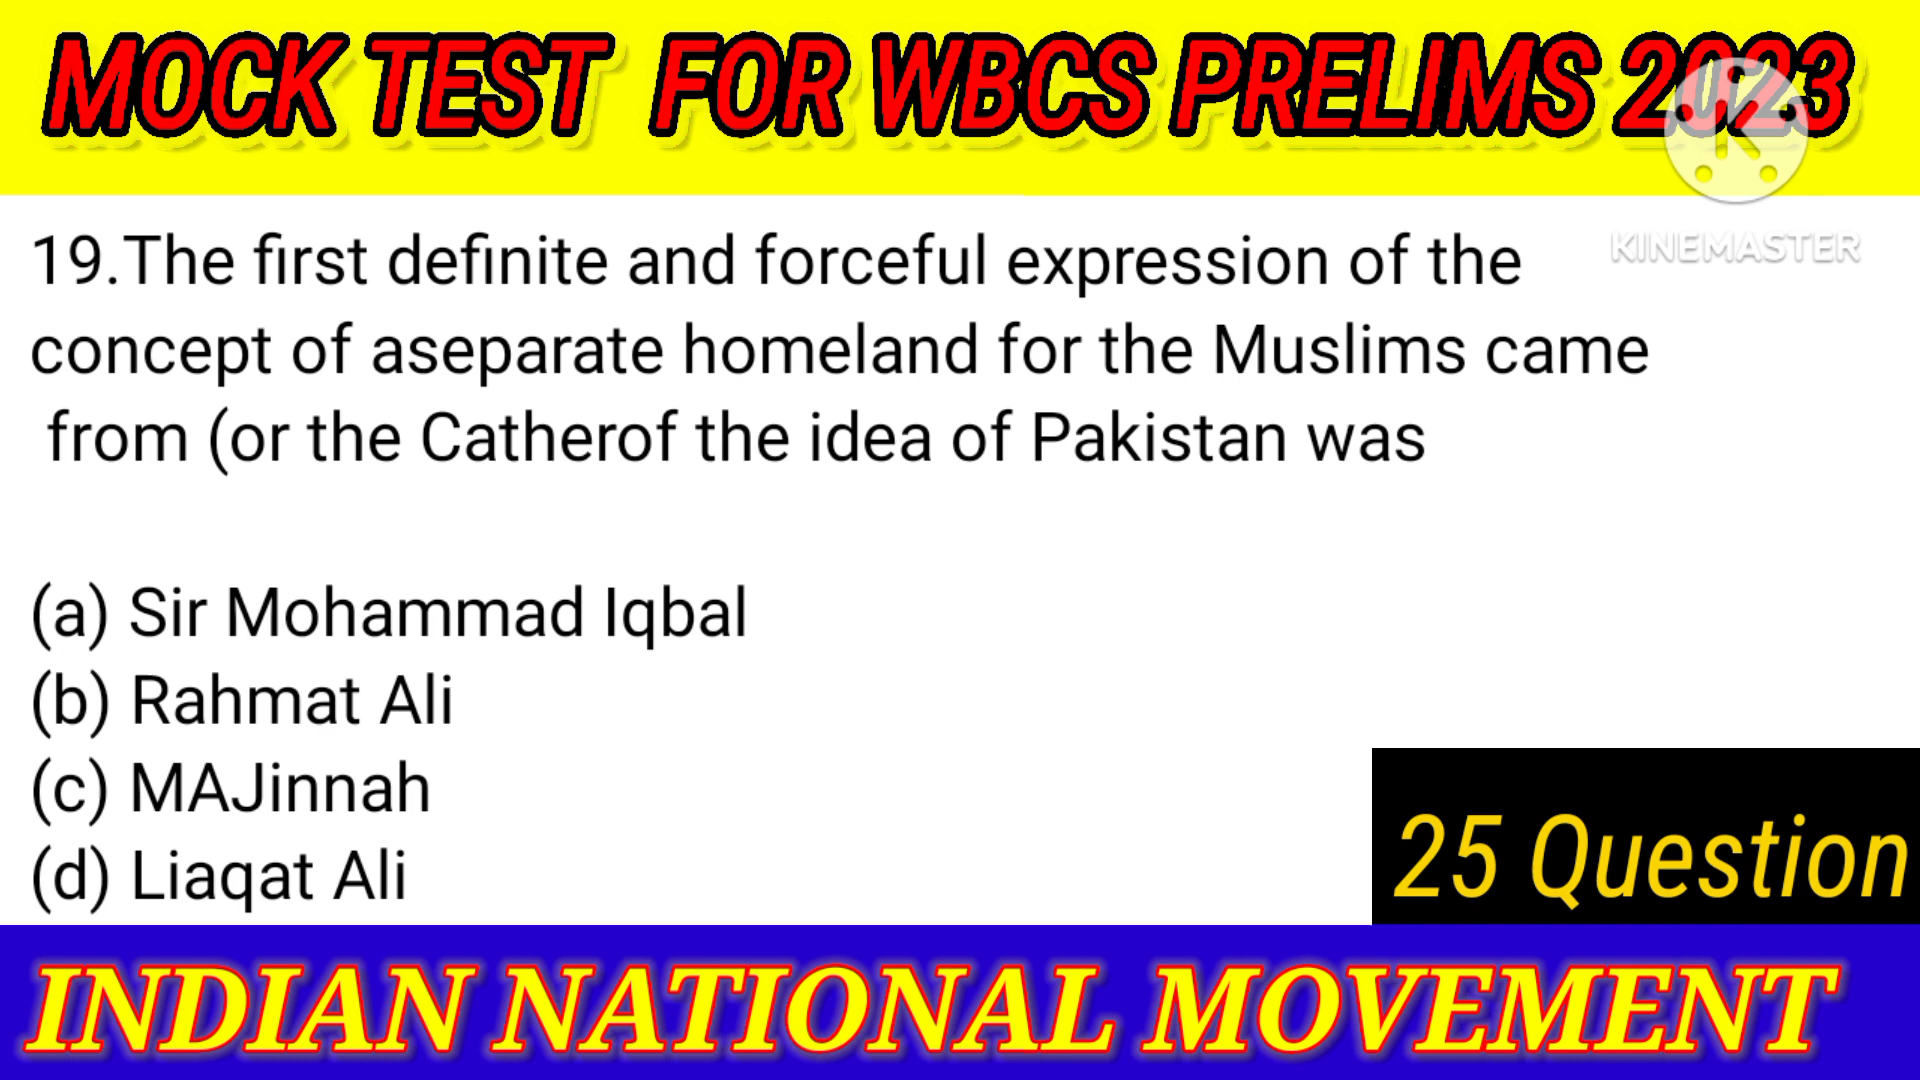 MOCK TEST FOR WBCS PRELIMS 2023
KINEMASTER
19.The first definite and forceful expression of the
concept of aseparate homeland for the Muslims came
from (or the Catherof the idea of Pakistan was
(a) Sir Mohammad Iqbal
(b) Rahmat Ali
(c) MAJinnah
(d) Liaqat Ali
25 Question
INDIAN NATIONAL MOVEMENT